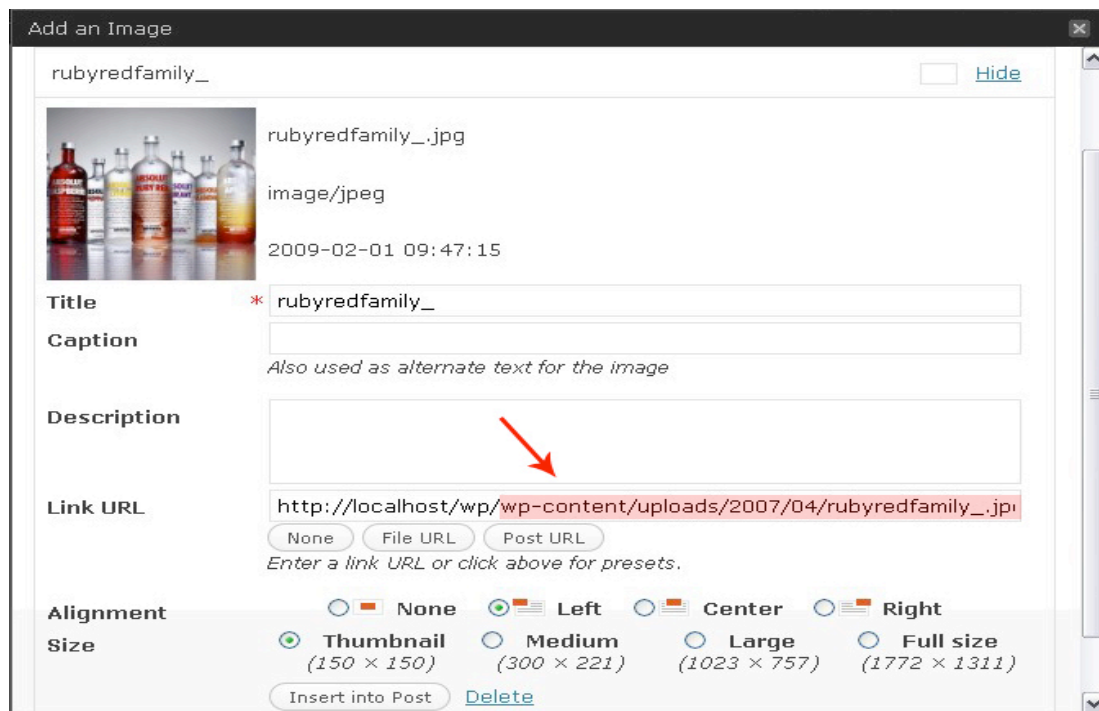 Add an Image
rubyredfamily_ Hide
ABSOLUT
RUBY RED
rubyredfamily_.jpg
image/jpeg
2009-02-01 09:47:15
Title * rubyredfamily_
Caption
Also used as alternate text for the image
Description
Link URL http://localhost/wp/wp-content/uploads/2007/04/rubyredfamily_.jp
None File URL Post URL
Enter a link URL or click above for presets.
Alignment None Left Center Right
Size Thumbnail Medium Large Full size
(150 × 150) (300 × 221) (1023 × 757) (1772 × 1311)
Insert into Post Delete